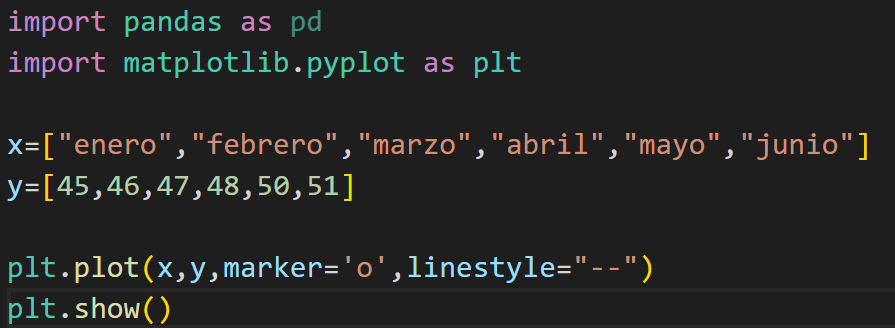 import pandas as pd
import matplotlib.pyplot as plt
x=["enero","febrero","marzo","abril","mayo","junio"]
y=[45,46,47,48,50,51]
plt.plot(x,y,marker='o',linestyle="--")
plt.show()